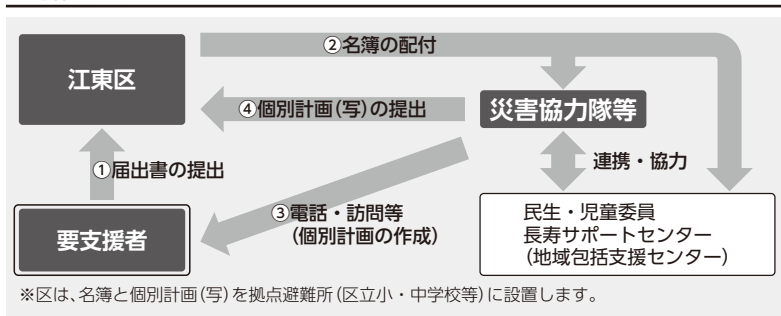 ②名簿の配付
江東区
④個別計画(写)の提出
災害協力隊等
①届出書の提出
連携・協力
③電話・訪問等
(個別計画の作成)
要支援者
民生・児童委員
長寿サポートセンター
(地域包括支援センター)
※区は、名簿と個別計画(写)を拠点避難所(区立小・中学校等)に設置します。